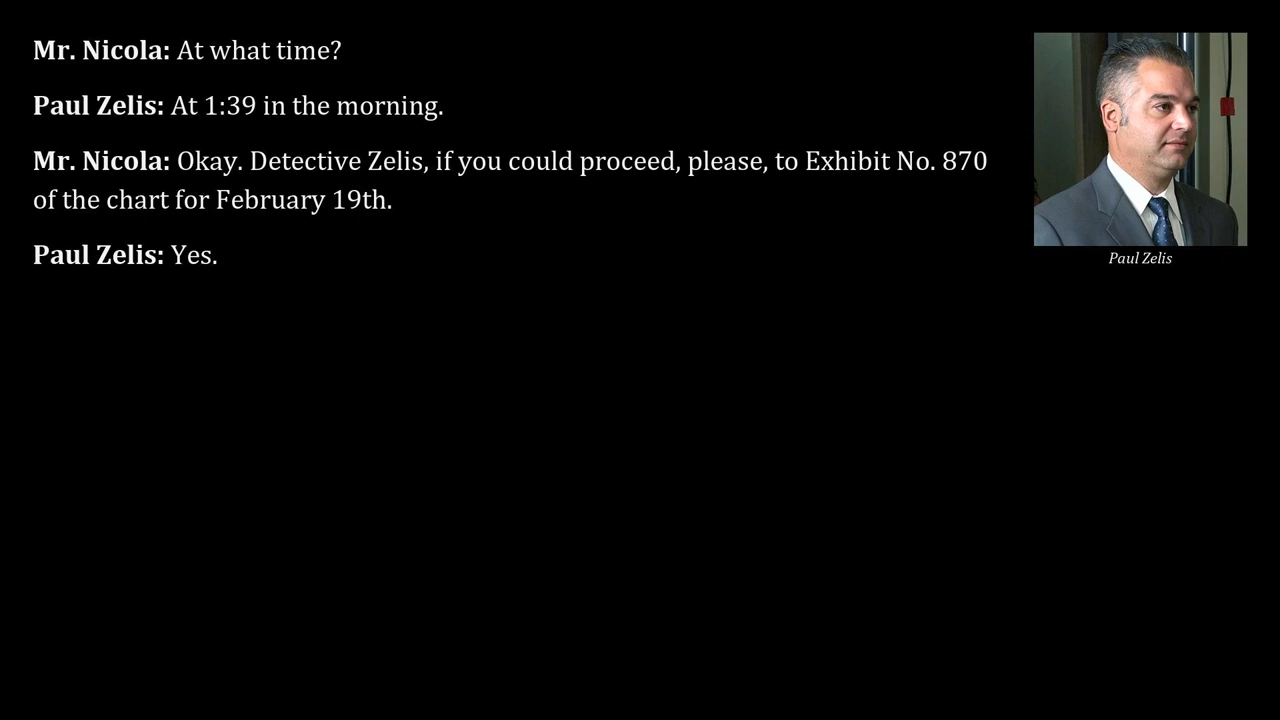 Mr. Nicola: At what time?
Paul Zelis: At 1:39 in the morning.
Mr. Nicola: Okay. Detective Zelis, if you could proceed, please, to Exhibit No. 870
of the chart for February 19th.
Paul Zelis: Yes.
Paul Zelis